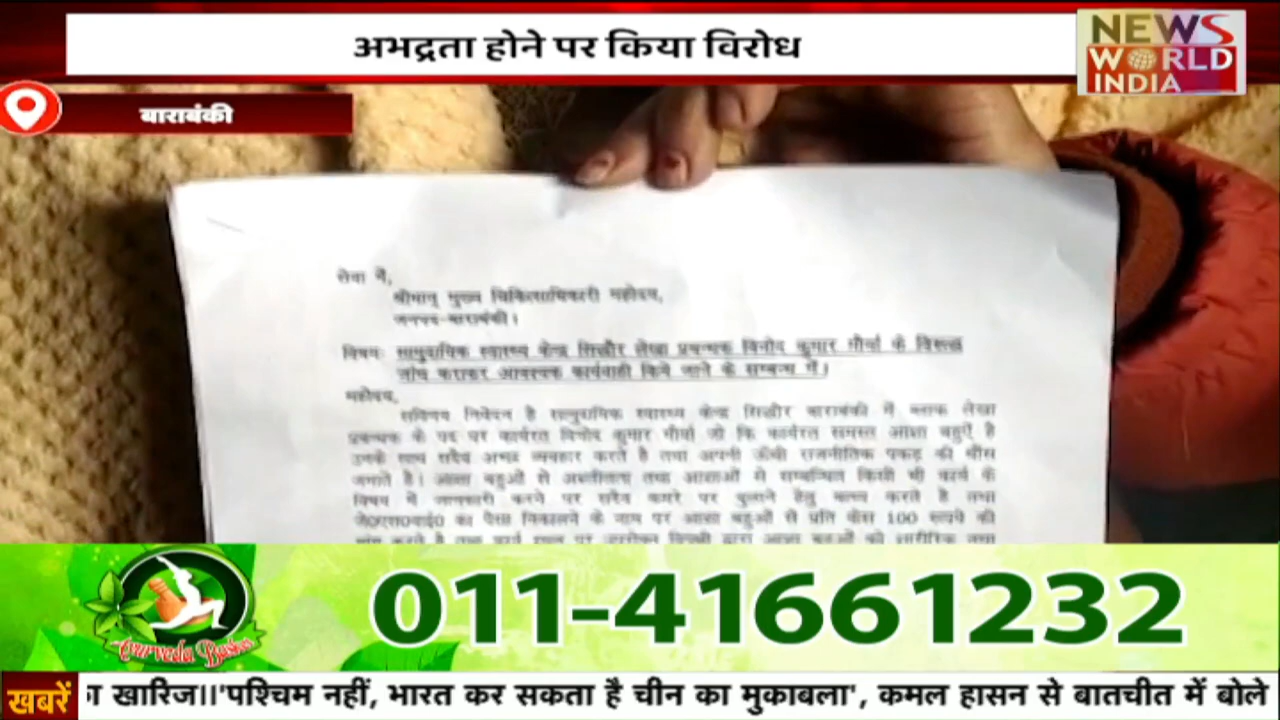 अभद्रता होने पर किया विरोध
NEWS
WORLD
INDIA
बाराबंकी
सेवा में,
श्रीमान् मुख्य चिकित्साधिकारी महोदय,
जनपद-बाराबंकी।
विषय: सामुदायिक स्वास्थ्य केन्द्र सिद्धौर लेखा प्रबन्धक विनोद कुमार मौर्या के विरूद्ध
जांच कराकर आवश्यक कार्यवाही किये जाने के सम्बन्ध में।
महोदय,
सविनय निवेदन है सामुदायिक स्वास्थ्य केन्द्र सिद्धौर बाराबंकी में ब्लाक लेखा
प्रबन्धक के पद पर कार्यरत विनोद कुमार मौर्या जो कि कार्यरत समस्त आशा बहुऐं है
उनके साथ सदैव अभद्र व्यवहार करते है तथा अपनी ऊँची राजनीतिक पकड़ की धौंस
जमाते है। आशा बहुओं से अश्लीलता तथा आशाओं से सम्बन्धित किसी भी कार्य के
विषय में जानकारी करने पर सदैव कमरे पर बुलाने हेतु बाध्य करते है तथा
जे०एस०वाई० का पैसा निकालने के नाम पर आशा बहुओं से प्रति केस 100 रूपये की
मांग करते है तथा
011-41661232
Ayurveda
खबरें
खारिज।।'पश्चिम नहीं, भारत कर सकता है चीन का मुकाबला', कमल हासन से बातचीत में बोले